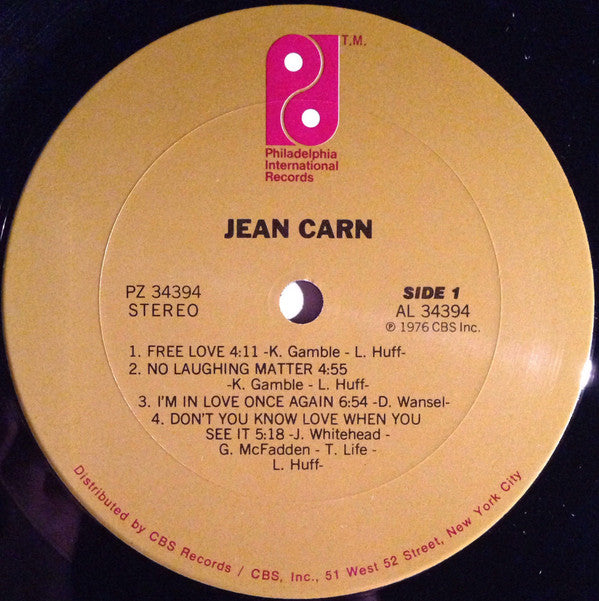 T.M.
Philadelphia
International
Records
JEAN CARN
PZ 34394
STEREO
SIDE 1
AL 34394
℗ 1976 CBS Inc.
1. FREE LOVE 4:11 -K. Gamble - L. Huff-
2. NO LAUGHING MATTER 4:55
-K. Gamble - L. Huff-
3. I'M IN LOVE ONCE AGAIN 6:54 -D. Wansel-
4. DON'T YOU KNOW LOVE WHEN YOU
SEE IT 5:18 -J. Whitehead -
G. McFadden - T. Life -
L. Huff-
Distributed by CBS Records / CBS, Inc., 51 West 52 Street, New York City